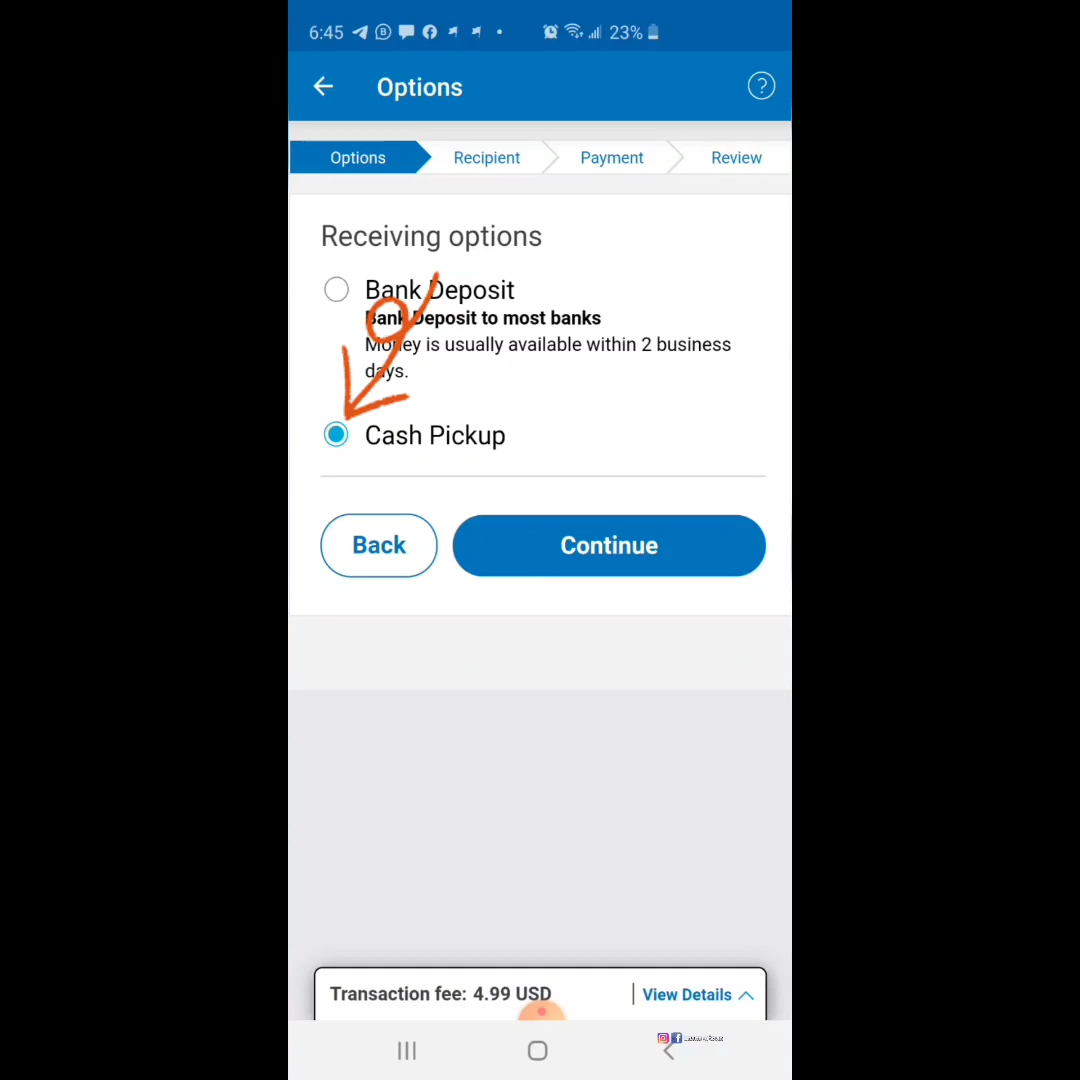 6:45 23%
Options
Options Recipient Payment Review
Receiving options
Bank Deposit
Bank Deposit to most banks
Money is usually available within 2 business
days.
Cash Pickup
Back Continue
Transaction fee: 4.99 USD View Details